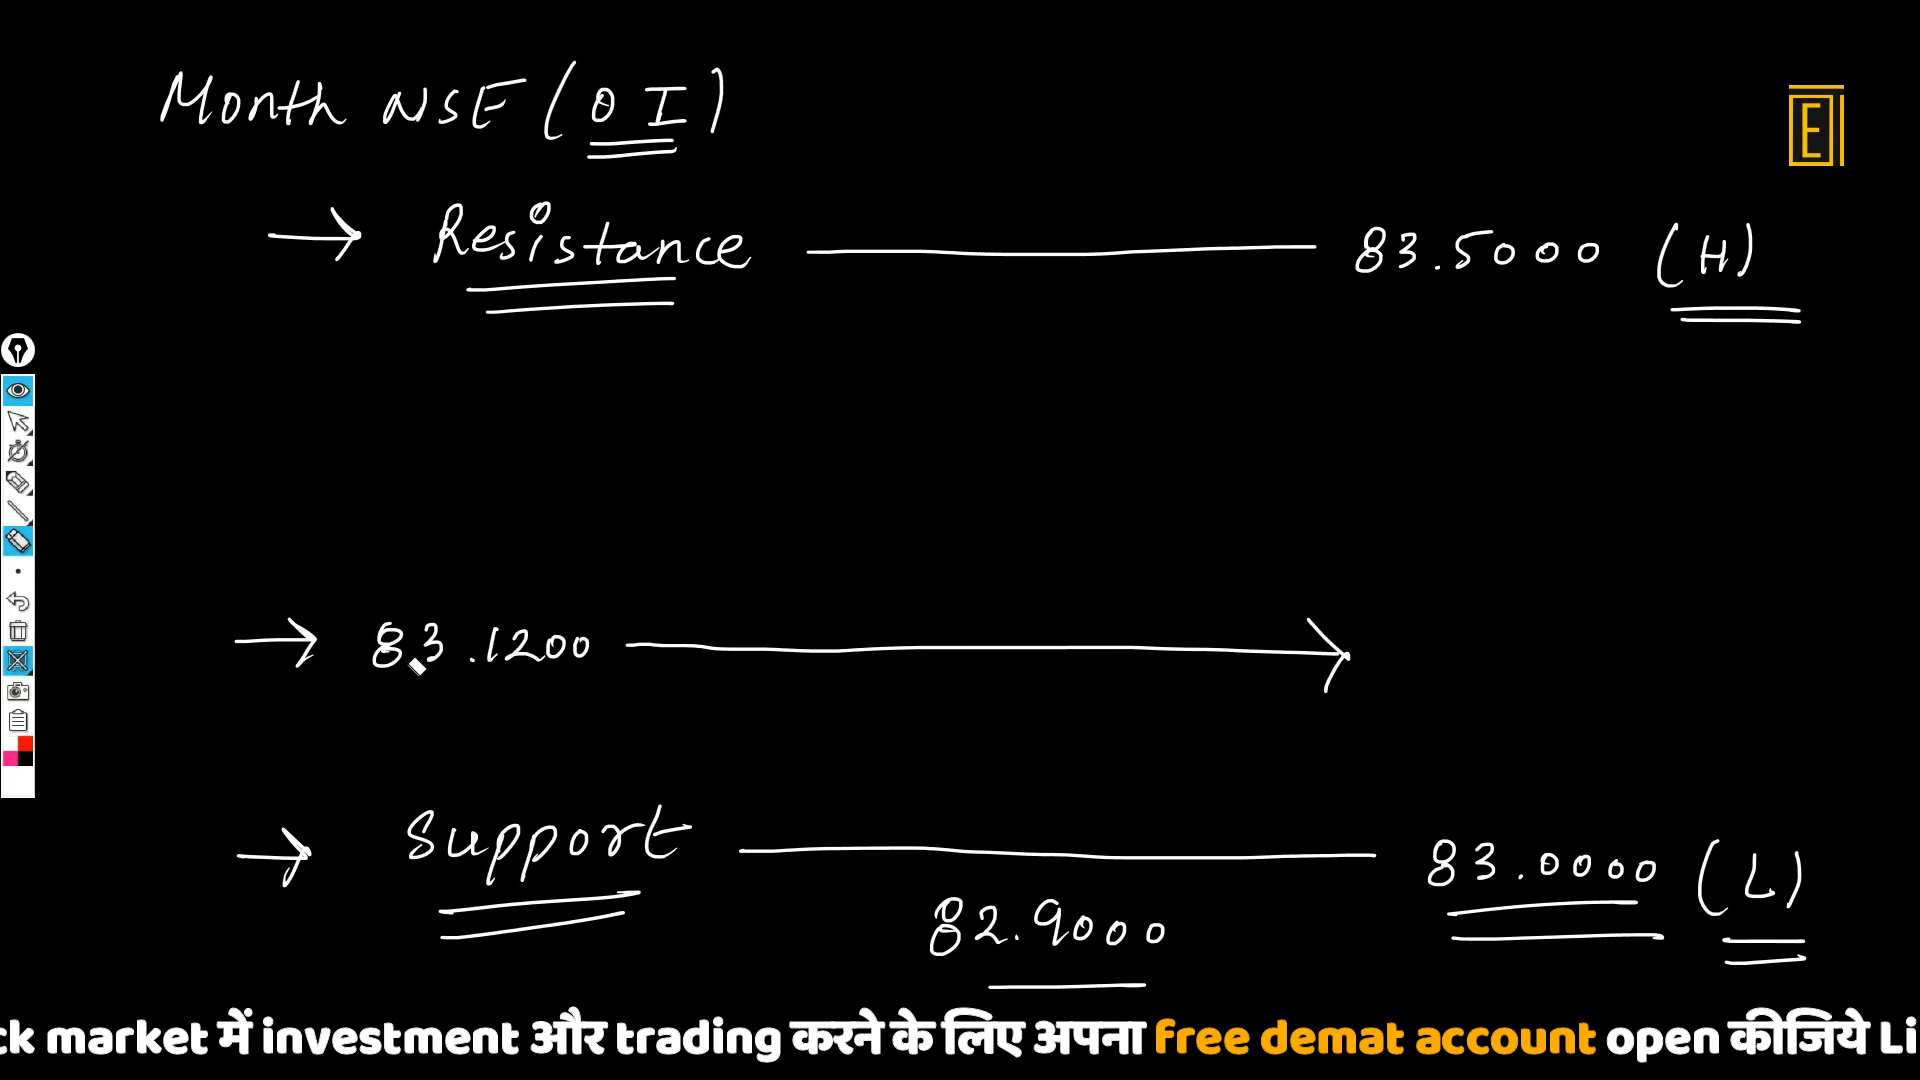 Month NSE (OI)
E
→ Resistance — 83.5000 (H)
→ 83.1200 →
→ Support — 83.0000 (L)
82.9000
ck market में investment और trading करने के लिए अपना free demat account open कीजिये Li